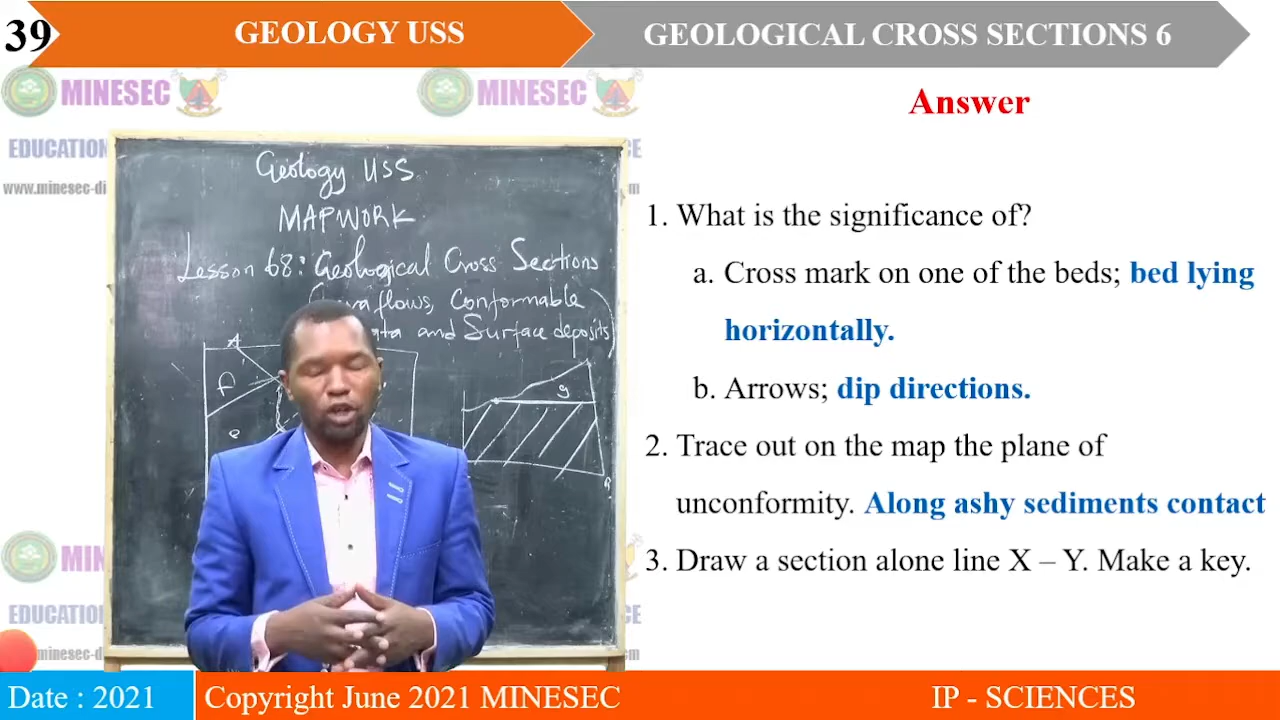 39
GEOLOGY USS
GEOLOGICAL CROSS SECTIONS 6
MINESEC
MINESEC
EDUCATION
CE
www.minesec-di
m
Geology USS
MAPWORK
Lesson 68: Geological Cross Sections
flows, Conformable
and Surface deposits)
A
f
e
g
MIN
EDUCATION
CE
minesec-d
m
Answer
1. What is the significance of?
a. Cross mark on one of the beds; bed lying
horizontally.
b. Arrows; dip directions.
2. Trace out on the map the plane of
unconformity. Along ashy sediments contact
3. Draw a section alone line X – Y. Make a key.
Date : 2021
Copyright June 2021 MINESEC
IP - SCIENCES